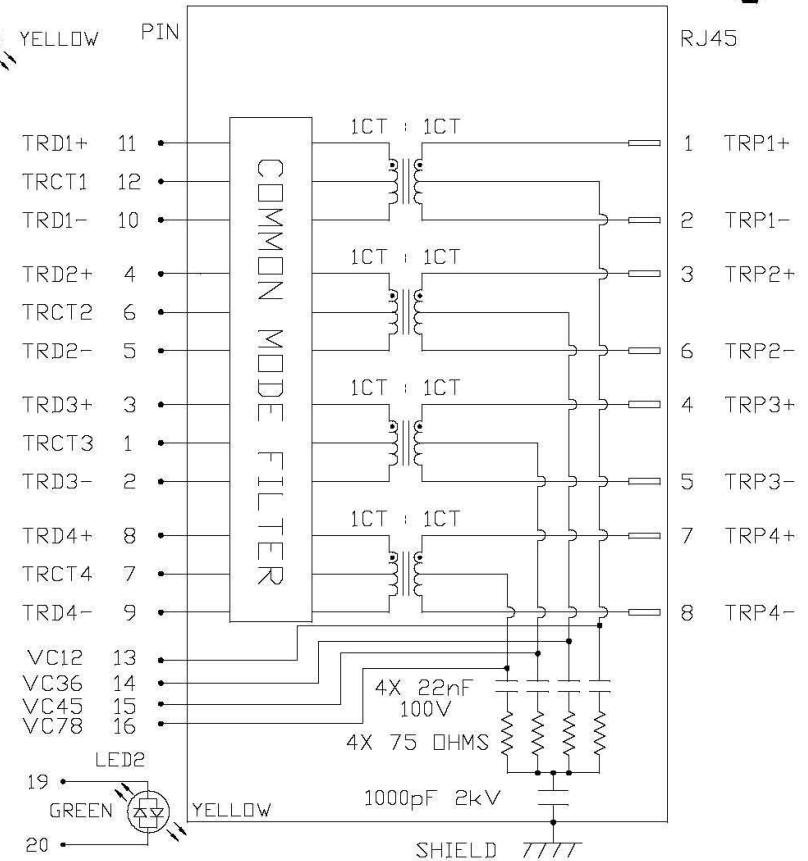 YELLOW PIN RJ45
1CT : 1CT
TRD1+ 11 1 TRP1+
TRCT1 12
TRD1- 10 2 TRP1-
1CT : 1CT
TRD2+ 4 3 TRP2+
TRCT2 6
TRD2- 5 6 TRP2-
1CT : 1CT
TRD3+ 3 4 TRP3+
TRCT3 1
TRD3- 2 5 TRP3-
1CT : 1CT
TRD4+ 8 7 TRP4+
TRCT4 7
TRD4- 9 8 TRP4-
COMMON MODE FILTER
VC12 13
VC36 14
VC45 15
VC78 16
4X 22nF
100V
4X 75 OHMS
LED2
19
GREEN YELLOW
20
1000pF 2kV
SHIELD